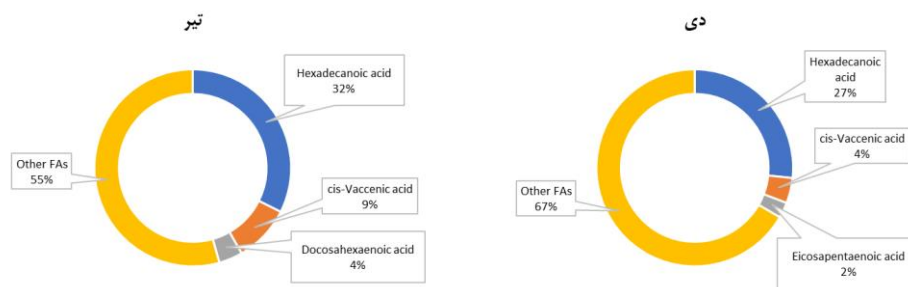 تیر
Hexadecanoic acid
32%
cis-Vaccenic acid
9%
Docosahexaenoic acid
4%
Other FAs
55%
دی
Hexadecanoic
acid
27%
cis-Vaccenic acid
4%
Eicosapentaenoic acid
2%
Other FAs
67%